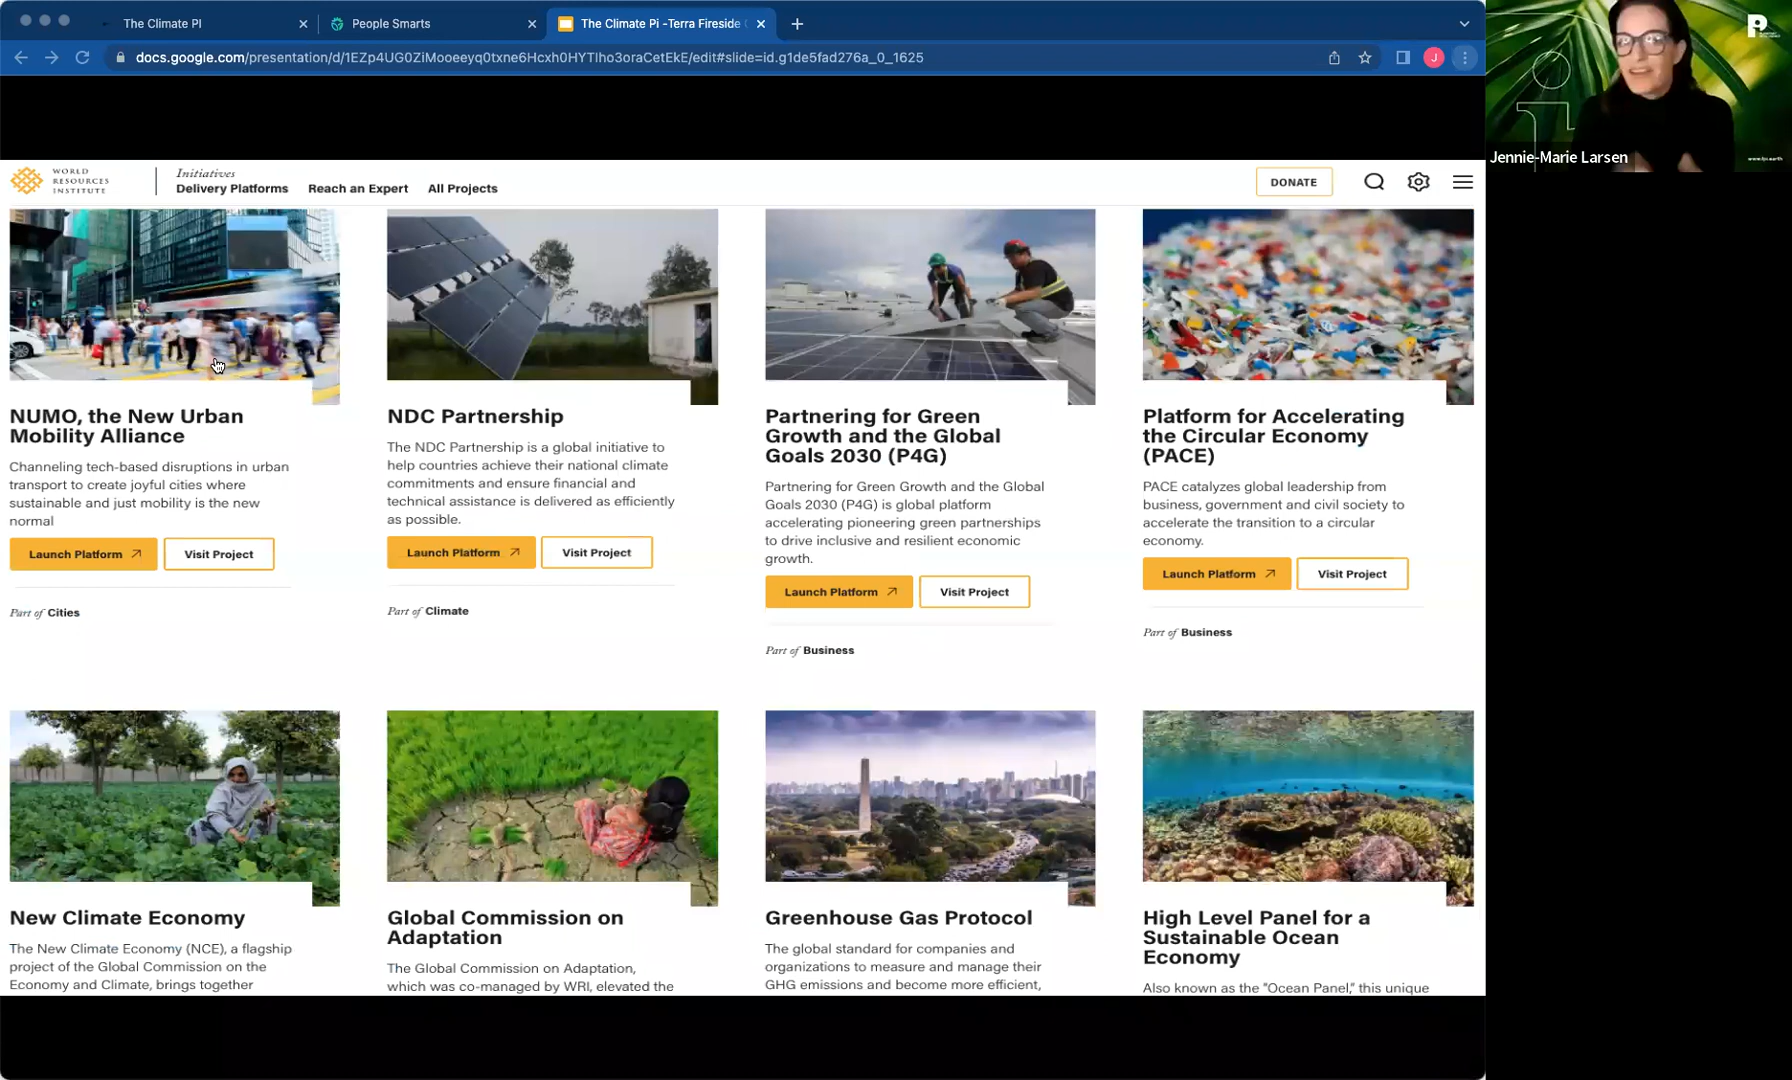 The Climate PI
People Smarts
The Climate Pi -Terra Fireside
docs.google.com/presentation/d/1EZp4UG0ZiMooeeyq0txne6Hcxh0HYTlho3oraCetEkE/edit#slide=id.g1de5fad276a_0_1625
J
Jennie-Marie Larsen
WORLD
RESOURCES
INSTITUTE
Initiatives
Delivery Platforms
Reach an Expert
All Projects
DONATE
NUMO, the New Urban
Mobility Alliance
Channeling tech-based disruptions in urban
transport to create joyful cities where
sustainable and just mobility is the new
normal
Launch Platform
Visit Project
Part of Cities
NDC Partnership
The NDC Partnership is a global initiative to
help countries achieve their national climate
commitments and ensure financial and
technical assistance is delivered as efficiently
as possible.
Launch Platform
Visit Project
Part of Climate
Partnering for Green
Growth and the Global
Goals 2030 (P4G)
Partnering for Green Growth and the Global
Goals 2030 (P4G) is global platform
accelerating pioneering green partnerships
to drive inclusive and resilient economic
growth.
Launch Platform
Visit Project
Part of Business
Platform for Accelerating
the Circular Economy
(PACE)
PACE catalyzes global leadership from
business, government and civil society to
accelerate the transition to a circular
economy.
Launch Platform
Visit Project
Part of Business
New Climate Economy
The New Climate Economy (NCE), a flagship
project of the Global Commission on the
Economy and Climate, brings together
Global Commission on
Adaptation
The Global Commission on Adaptation,
which was co-managed by WRI, elevated the
Greenhouse Gas Protocol
The global standard for companies and
organizations to measure and manage their
GHG emissions and become more efficient,
High Level Panel for a
Sustainable Ocean
Economy
Also known as the "Ocean Panel," this unique